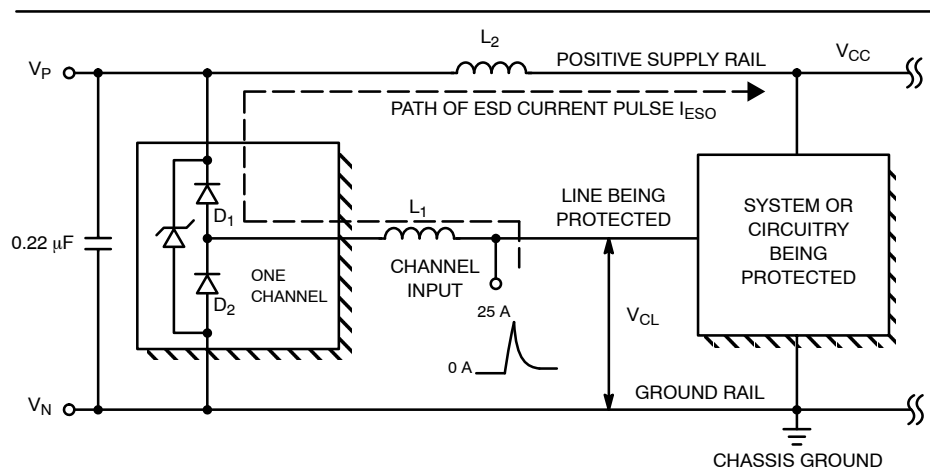 L2
VP
POSITIVE SUPPLY RAIL
VCC
PATH OF ESD CURRENT PULSE IESO
D1
L1
LINE BEING
PROTECTED
SYSTEM OR
CIRCUITRY
BEING
PROTECTED
0.22 µF
ONE
CHANNEL
D2
CHANNEL
INPUT
25 A
0 A
VCL
VN
GROUND RAIL
CHASSIS GROUND